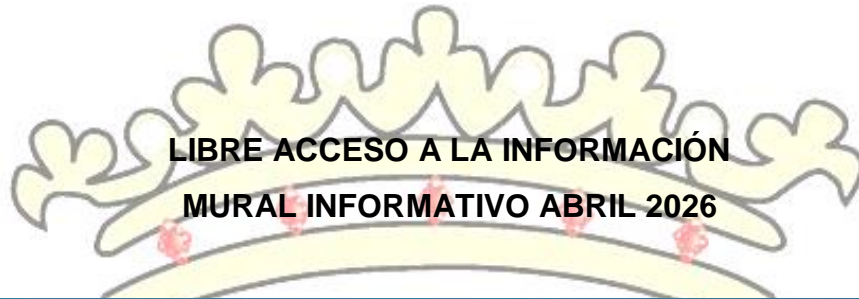 LIBRE ACCESO A LA INFORMACIÓN
MURAL INFORMATIVO ABRIL 2026